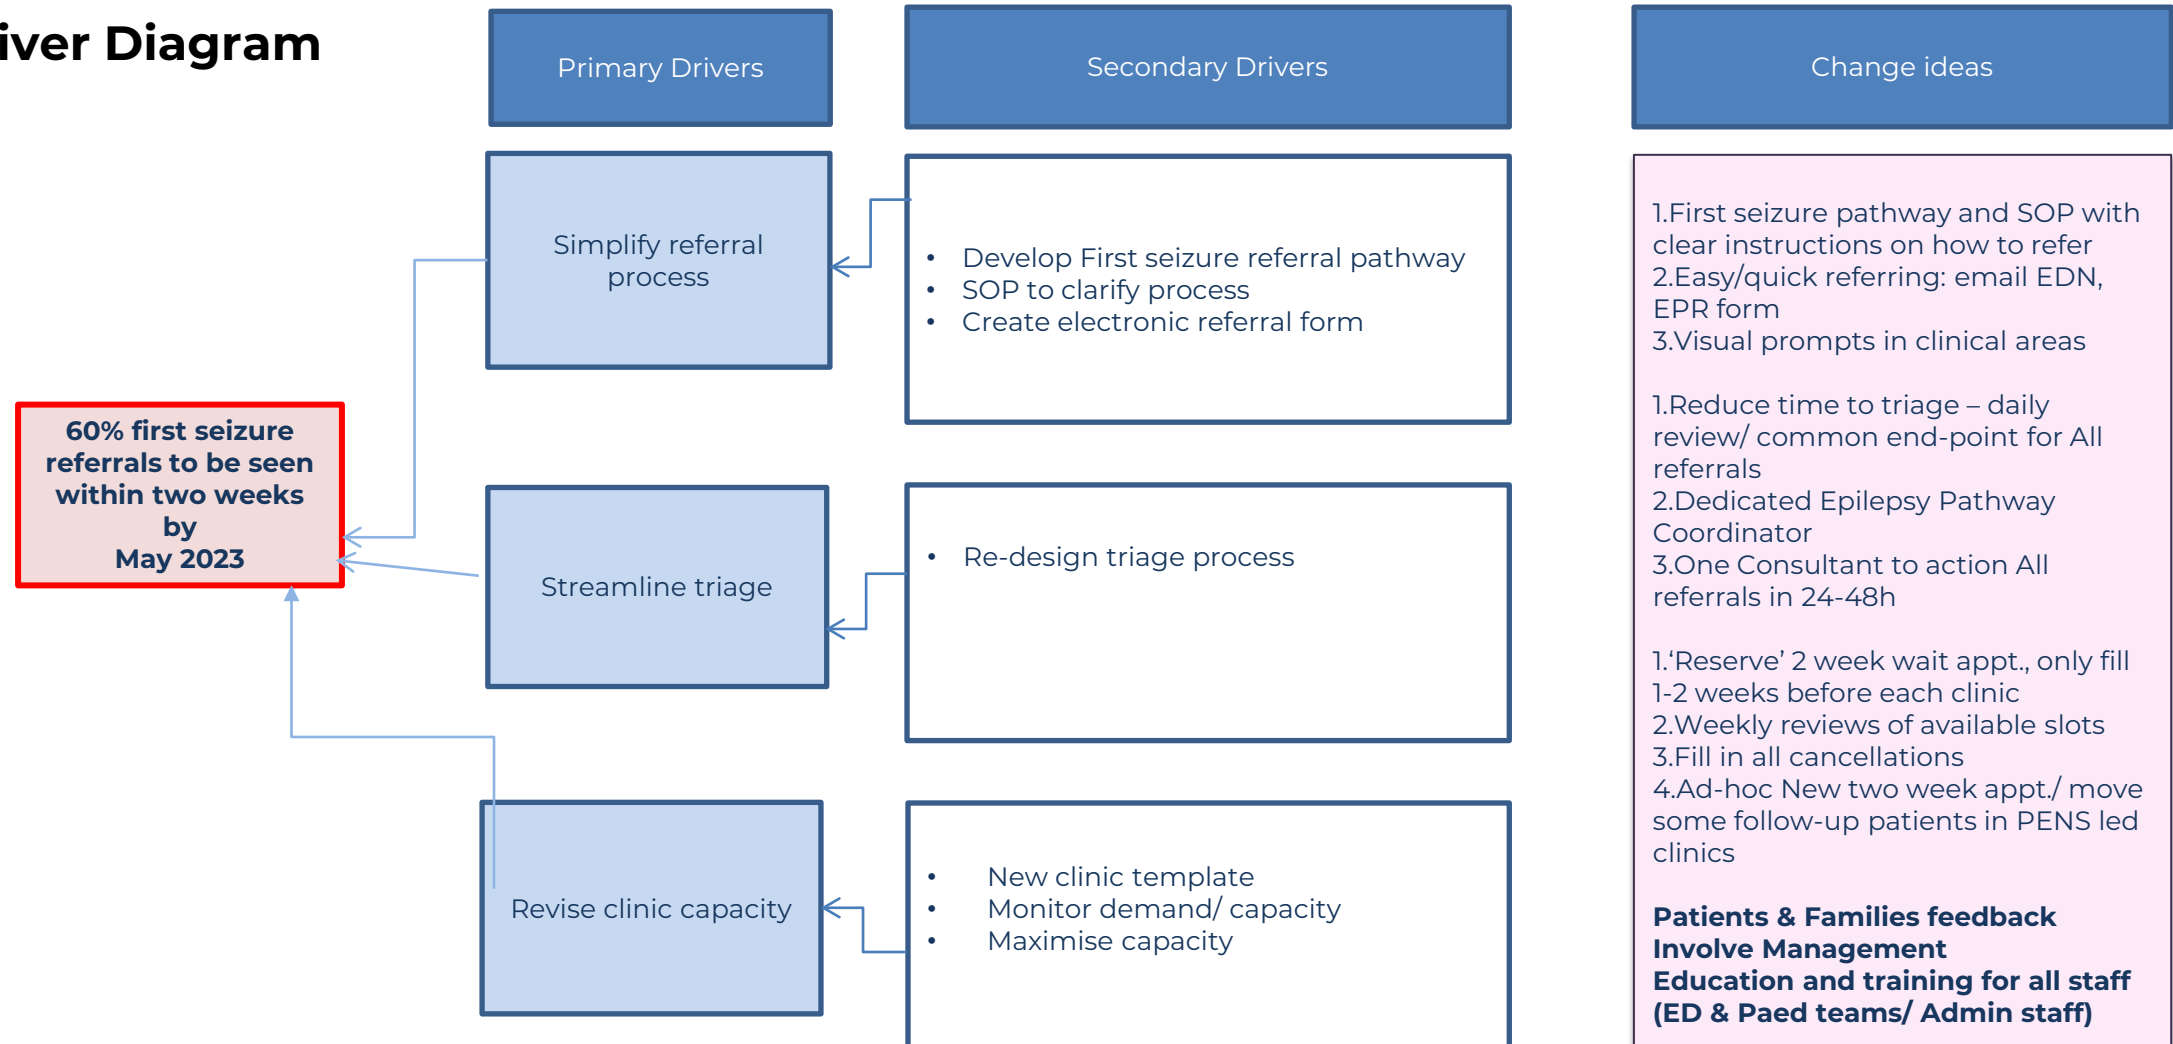 iver Diagram
Primary Drivers
Secondary Drivers
Change ideas
60% first seizure
referrals to be seen
within two weeks
by
May 2023
Simplify referral
process
• Develop First seizure referral pathway
• SOP to clarify process
• Create electronic referral form
Streamline triage
• Re-design triage process
Revise clinic capacity
• New clinic template
• Monitor demand/ capacity
• Maximise capacity
1.First seizure pathway and SOP with
clear instructions on how to refer
2.Easy/quick referring: email EDN,
EPR form
3.Visual prompts in clinical areas
1.Reduce time to triage – daily
review/ common end-point for All
referrals
2.Dedicated Epilepsy Pathway
Coordinator
3.One Consultant to action All
referrals in 24-48h
1.‘Reserve’ 2 week wait appt., only fill
1-2 weeks before each clinic
2.Weekly reviews of available slots
3.Fill in all cancellations
4.Ad-hoc New two week appt./ move
some follow-up patients in PENS led
clinics
Patients & Families feedback
Involve Management
Education and training for all staff
(ED & Paed teams/ Admin staff)